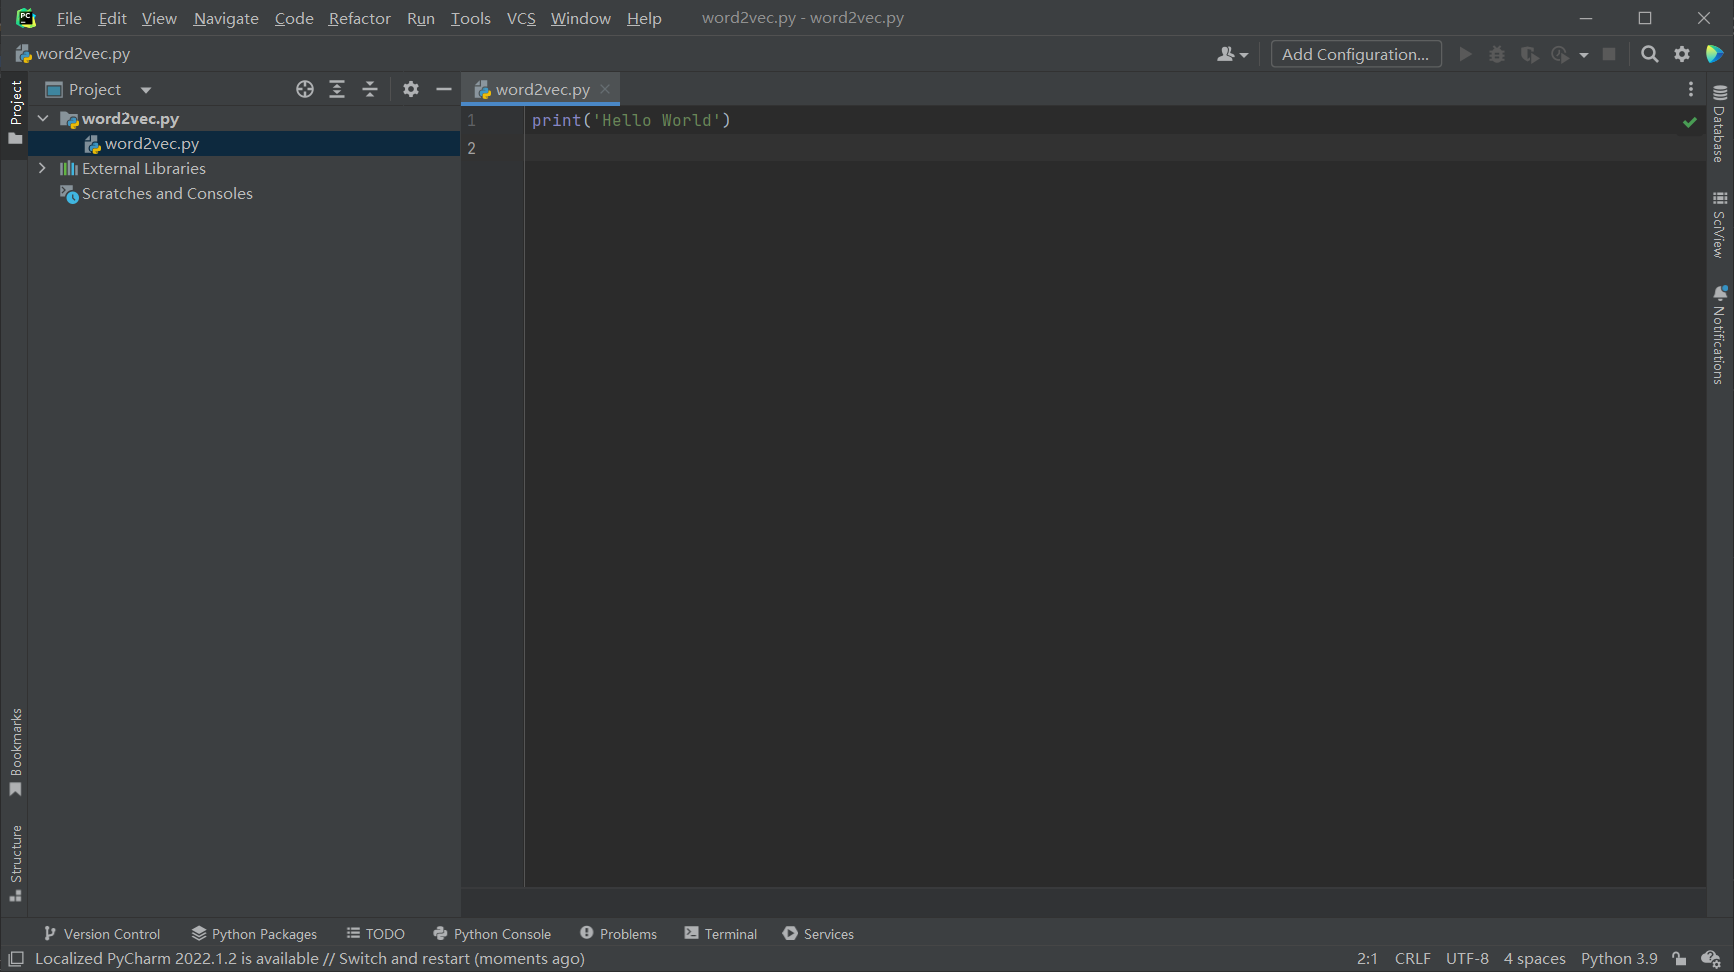 PC File Edit View Navigate Code Refactor Run Tools VCS Window Help word2vec.py - word2vec.py
word2vec.py Add Configuration...
Project
Project
word2vec.py
word2vec.py
External Libraries
Scratches and Consoles
Bookmarks
Structure
word2vec.py
1 print('Hello World')
2
Database
SciView
Notifications
Version Control Python Packages TODO Python Console Problems Terminal Services
Localized PyCharm 2022.1.2 is available // Switch and restart (moments ago) 2:1 CRLF UTF-8 4 spaces Python 3.9